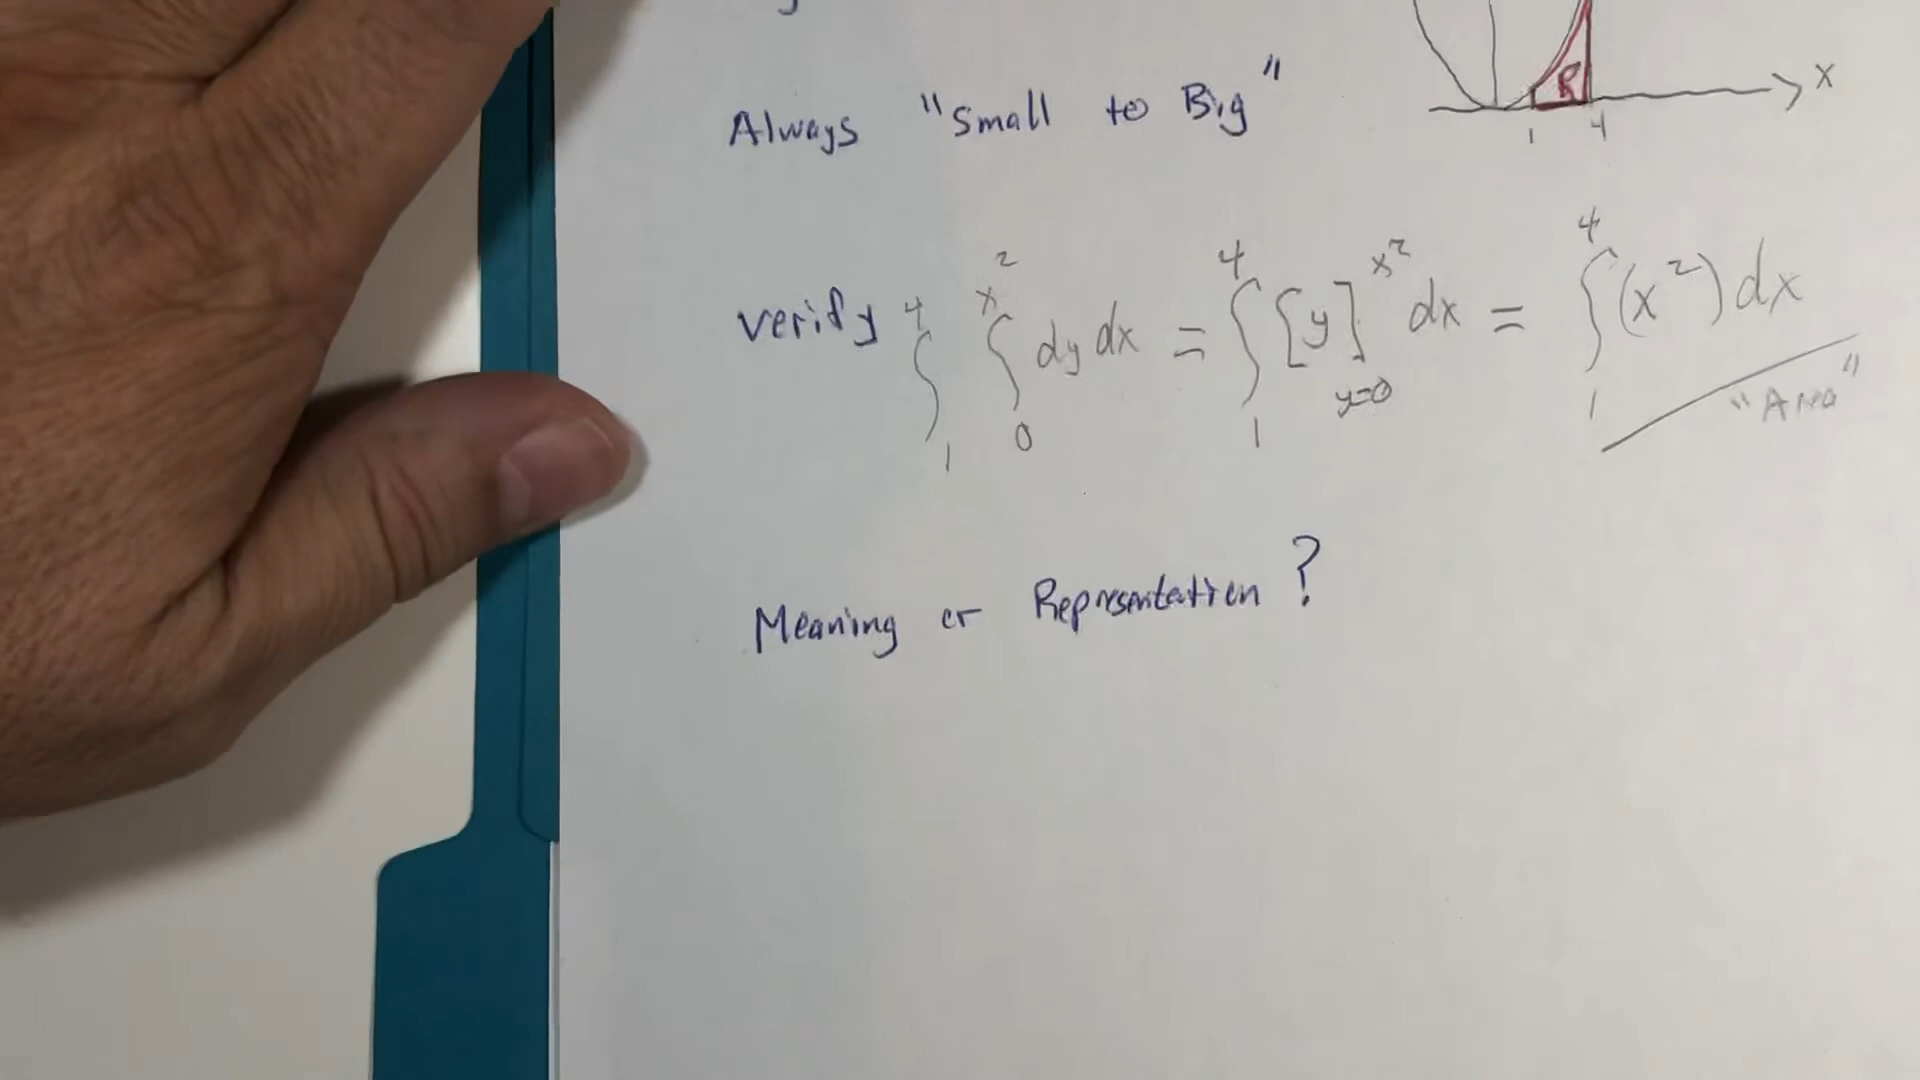 Always "Small to Big"
R
x
1 4
verify ∫₁⁴ ∫₀^x² dy dx = ∫₁⁴ [y]_{y=0}^{x²} dx = ∫₁⁴ (x²) dx
"Area"
Meaning or Representation?